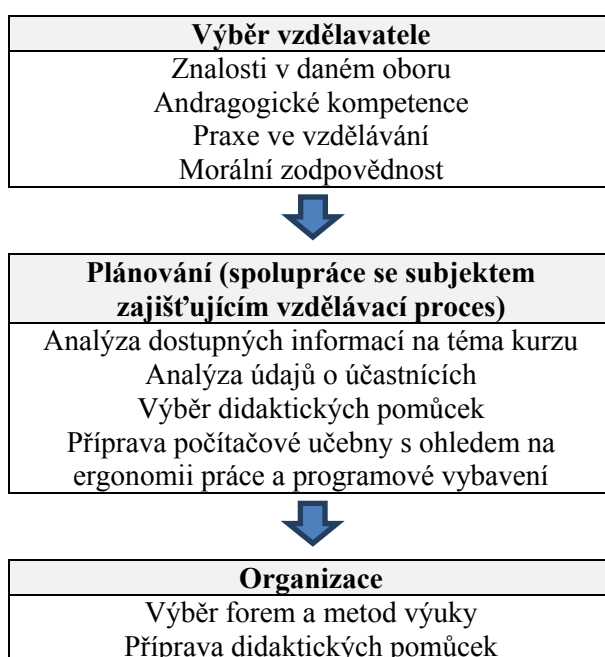 Výběr vzdělavatele
Znalosti v daném oboru
Andragogické kompetence
Praxe ve vzdělávání
Morální zodpovědnost
Plánování (spolupráce se subjektem
zajišťujícím vzdělávací proces)
Analýza dostupných informací na téma kurzu
Analýza údajů o účastnících
Výběr didaktických pomůcek
Příprava počítačové učebny s ohledem na
ergonomii práce a programové vybavení
Organizace
Výběr forem a metod výuky
Příprava didaktických pomůcek